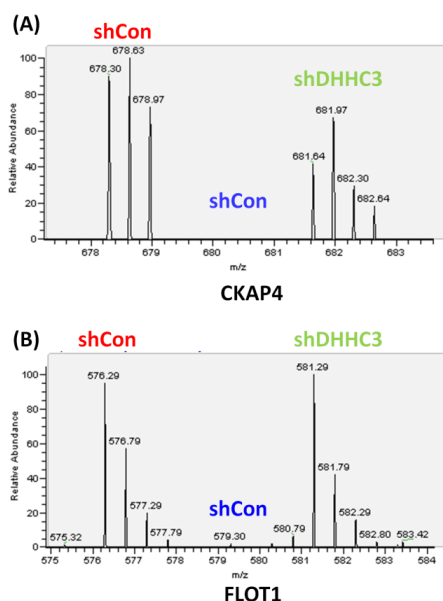 (A)
shCon
678.63
678.30
678.97
shDHHC3
681.97
681.64
682.30
682.64
shCon
Relative Abundance
100
80
60
40
20
0
678 679 680 681 682 683
m/z
CKAP4
(B)
shCon
shDHHC3
576.29
581.29
576.79
581.79
577.29
582.29
shCon
575.32
577.79
579.30
580.79
582.80
583.42
Relative Abundance
100
80
60
40
20
0
575 576 577 578 579 580 581 582 583 584
m/z
FLOT1